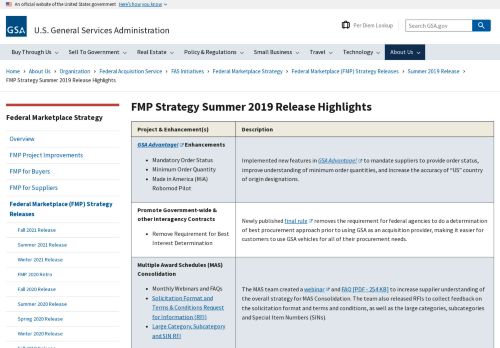 An official website of the United States government Here's how you know
GSA
U.S. General Services Administration
Per Diem Lookup
Search GSA.gov
Buy Through Us
Sell To Government
Real Estate
Policy & Regulations
Small Business
Travel
Technology
About Us
Home › About Us › Organization › Federal Acquisition Service › FAS Initiatives › Federal Marketplace Strategy › Federal Marketplace (FMP) Strategy Releases › Summer 2019 Release ›
FMP Strategy Summer 2019 Release Highlights
Federal Marketplace Strategy
Overview
FMP Project Improvements
FMP for Buyers
FMP for Suppliers
Federal Marketplace (FMP) Strategy
Releases
Fall 2021 Release
Summer 2021 Release
Winter 2021 Release
FMP 2020 Retro
Fall 2020 Release
Summer 2020 Release
Spring 2020 Release
Winter 2020 Release
FMP Strategy Summer 2019 Release Highlights
Project & Enhancement(s)
Description
GSA Advantage! Enhancements
• Mandatory Order Status
• Minimum Order Quantity
• Made in America (MIA)
Robomod Pilot
Implemented new features in GSA Advantage! to mandate suppliers to provide order status,
improve understanding of minimum order quantities, and increase the accuracy of "US" country
of origin designations.
Promote Government-wide &
other Interagency Contracts
• Remove Requirement for Best
Interest Determination
Newly published final rule removes the requirement for federal agencies to do a determination
of best procurement approach prior to using GSA as an acquisition provider, making it easier for
customers to use GSA vehicles for all of their procurement needs.
Multiple Award Schedules (MAS)
Consolidation
• Monthly Webinars and FAQs
• Solicitation Format and
Terms & Conditions Request
for Information (RFI)
• Large Category, Subcategory
and SIN RFI
The MAS team created a webinar and FAQ [PDF - 254 KB] to increase supplier understanding of
the overall strategy for MAS Consolidation. The team also released RFIs to collect feedback on
the solicitation format and terms and conditions, as well as the large categories, subcategories
and Special Item Numbers (SINs).